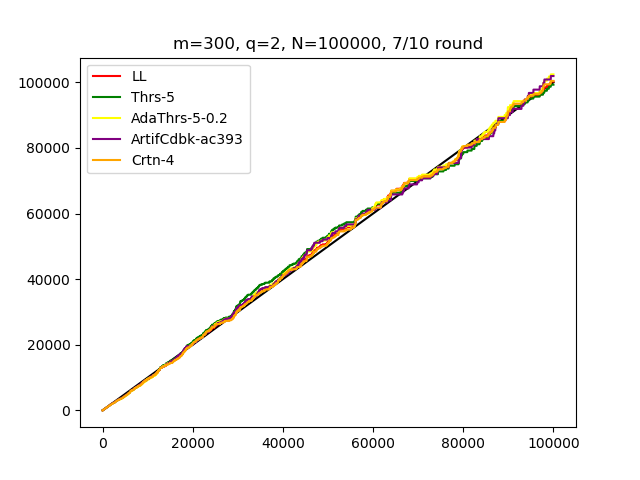 m=300, q=2, N=100000, 7/10 round
LL
Thrs-5
AdaThrs-5-0.2
ArtifCdbk-ac393
Crtn-4
100000
80000
60000
40000
20000
0
0 20000 40000 60000 80000 100000